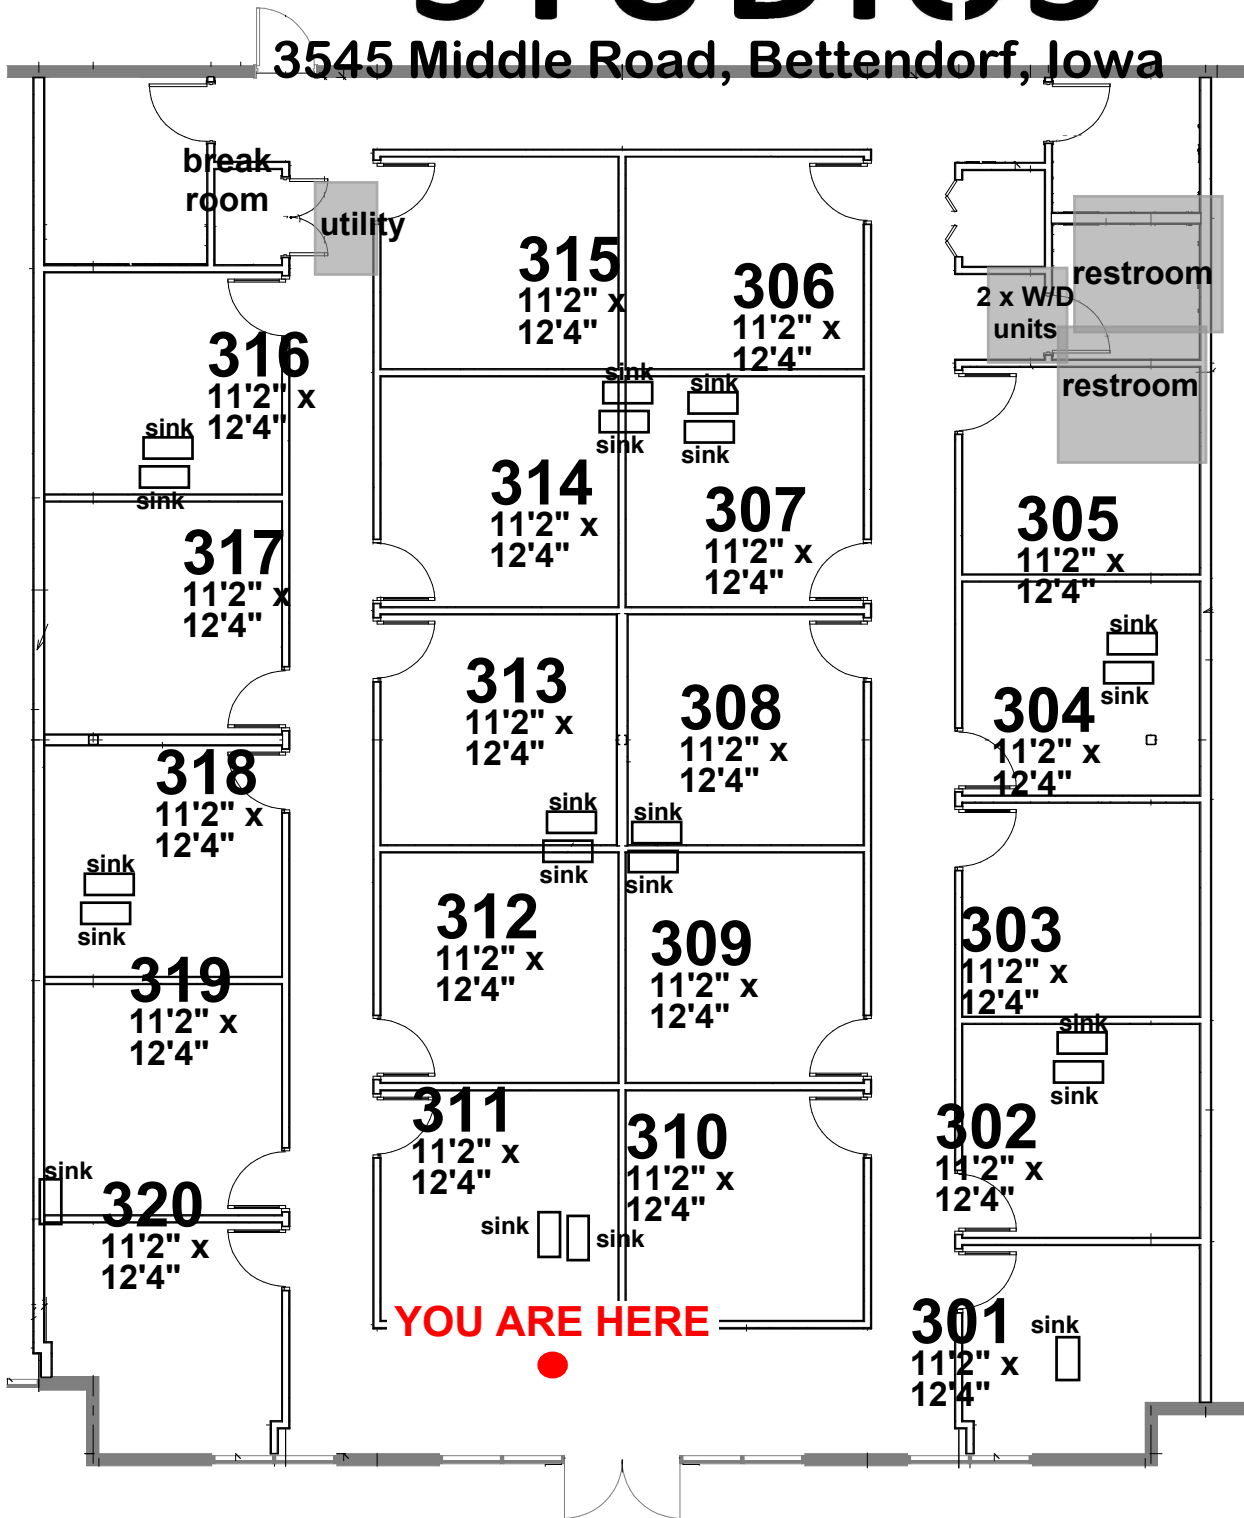 STUDIOS
3545 Middle Road, Bettendorf, Iowa
break
room
utility
315
11'2" x
12'4"
306
11'2" x
12'4"
restroom
2 x W/D
units
restroom
316
11'2" x
12'4"
sink
sink
sink
sink
sink
sink
314
11'2" x
12'4"
307
11'2" x
12'4"
305
11'2" x
12'4"
317
11'2" x
12'4"
sink
sink
313
11'2" x
12'4"
308
11'2" x
12'4"
304
11'2" x
12'4"
318
11'2" x
12'4"
sink
sink
sink
sink
sink
sink
312
11'2" x
12'4"
309
11'2" x
12'4"
303
11'2" x
12'4"
319
11'2" x
12'4"
sink
sink
311
11'2" x
12'4"
310
11'2" x
12'4"
302
11'2" x
12'4"
sink
320
11'2" x
12'4"
sink
sink
YOU ARE HERE
301
11'2" x
12'4"
sink